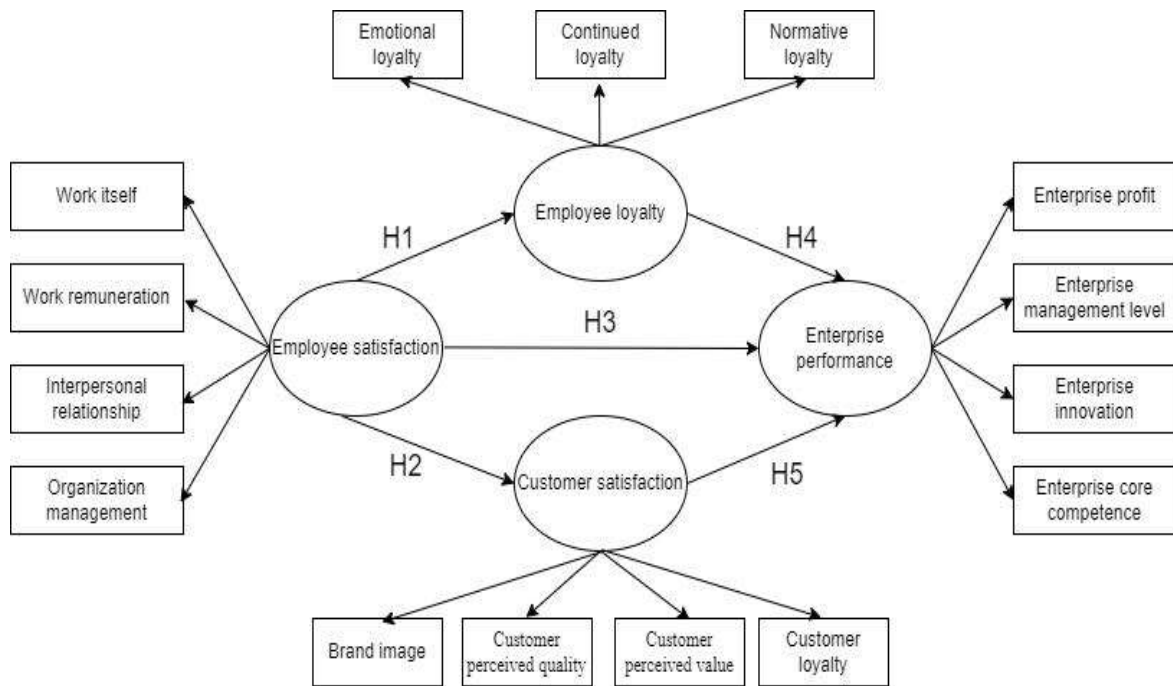 Emotional
loyalty
Continued
loyalty
Normative
loyalty
Work itself
Employee loyalty
Enterprise profit
H1
H4
Work remuneration
Enterprise
management level
H3
Employee satisfaction
Enterprise
performance
Interpersonal
relationship
Enterprise
innovation
H2
H5
Customer satisfaction
Organization
management
Enterprise core
competence
Brand image
Customer
perceived quality
Customer
perceived value
Customer
loyalty